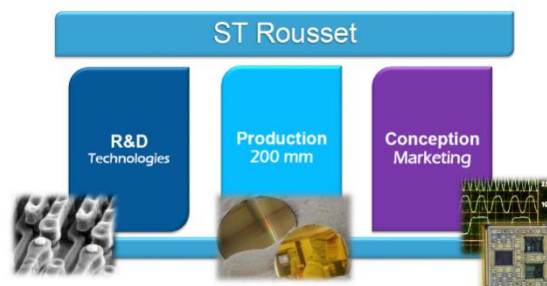 ST Rousset
R&D
Technologies
Production
200 mm
Conception
Marketing